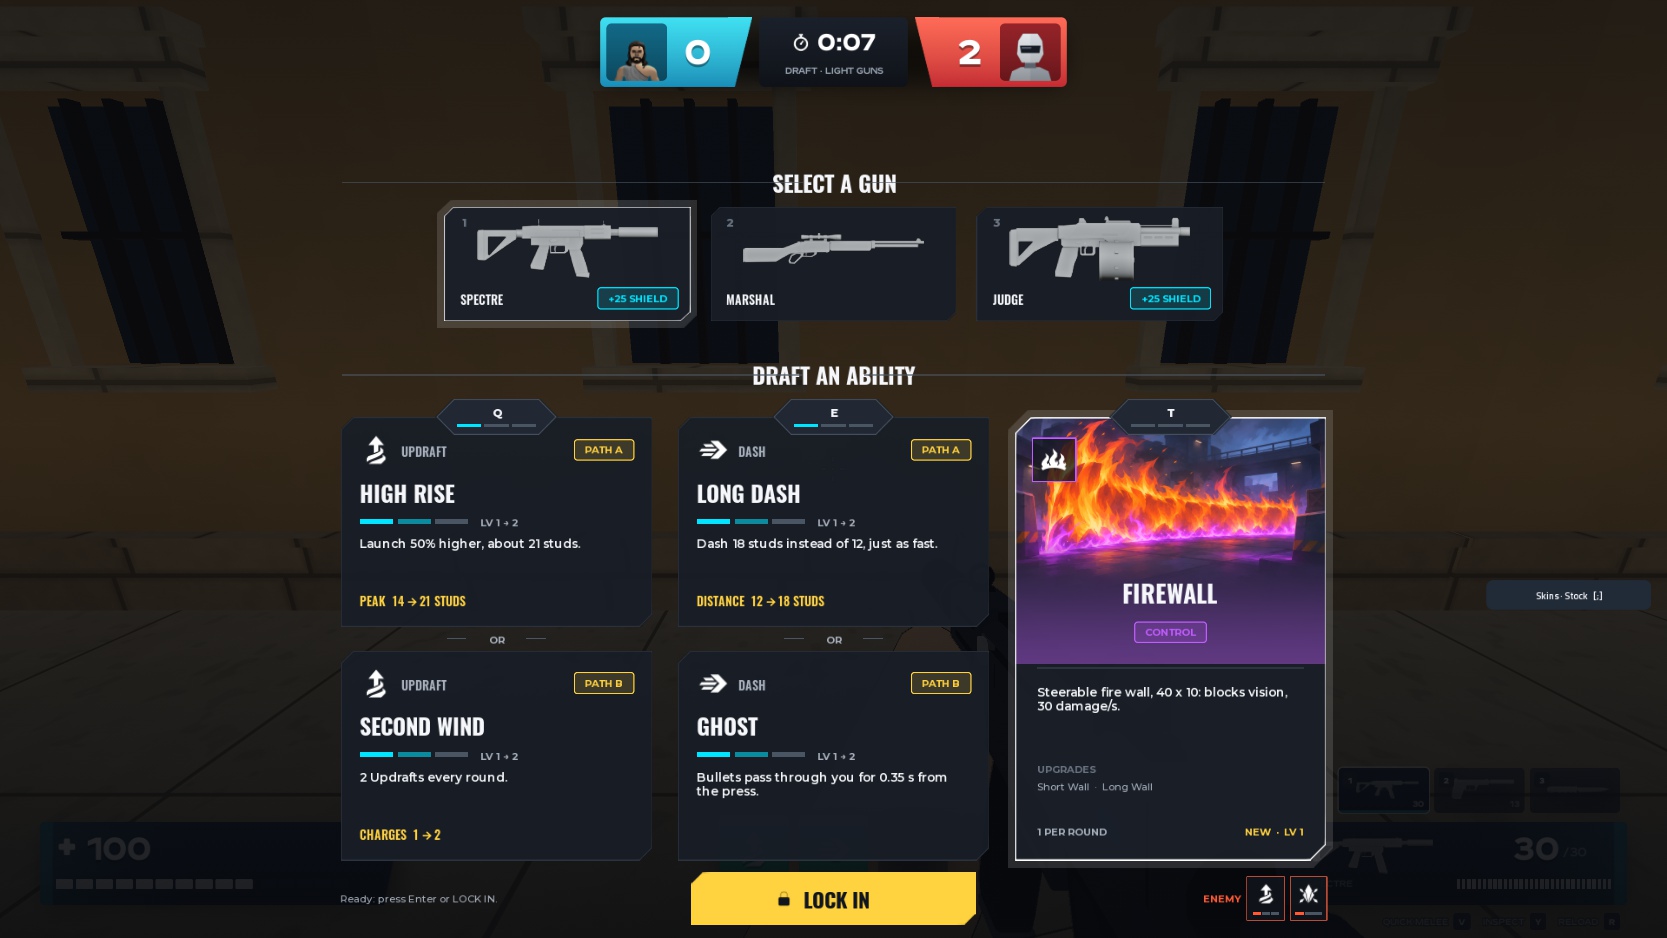 0
0:07
DRAFT · LIGHT GUNS
2
SELECT A GUN
1
SPECTRE
+25 SHIELD
2
MARSHAL
3
JUDGE
+25 SHIELD
DRAFT AN ABILITY
Q
UPDRAFT
PATH A
HIGH RISE
LV 1 → 2
Launch 50% higher, about 21 studs.
PEAK 14 → 21 STUDS
OR
UPDRAFT
PATH B
SECOND WIND
LV 1 → 2
2 Updrafts every round.
CHARGES 1 → 2
E
DASH
PATH A
LONG DASH
LV 1 → 2
Dash 18 studs instead of 12, just as fast.
DISTANCE 12 → 18 STUDS
OR
DASH
PATH B
GHOST
LV 1 → 2
Bullets pass through you for 0.35 s from
the press.
T
FIREWALL
CONTROL
Steerable fire wall, 40 x 10: blocks vision,
30 damage/s.
UPGRADES
Short Wall · Long Wall
1 PER ROUND
NEW · LV 1
Skins · Stock [;]
1
30
2
3
+ 100
30 /30
Ready: press Enter or LOCK IN.
LOCK IN
ENEMY